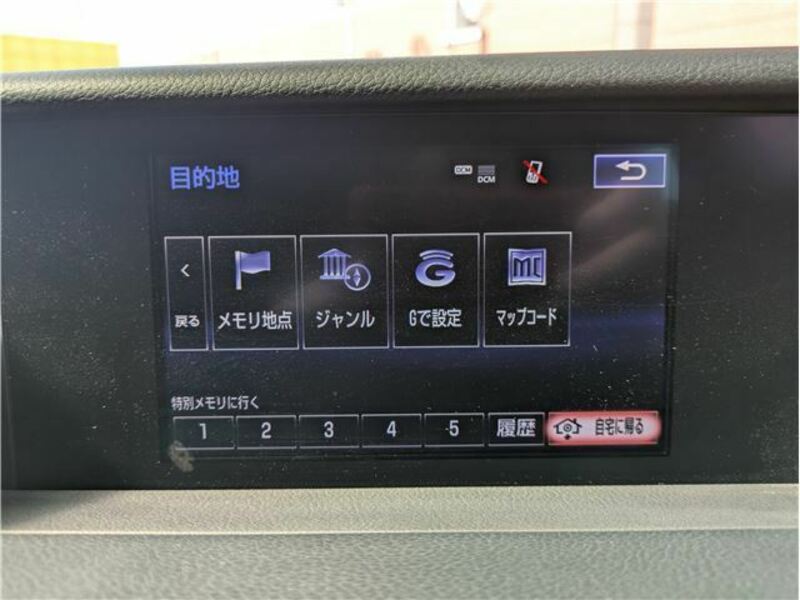 目的地 DCM DCM
MC
< 戻る メモリ地点 ジャンル Gで設定 マップコード
特別メモリに行く
1 2 3 4 5 履歴 自宅に帰る